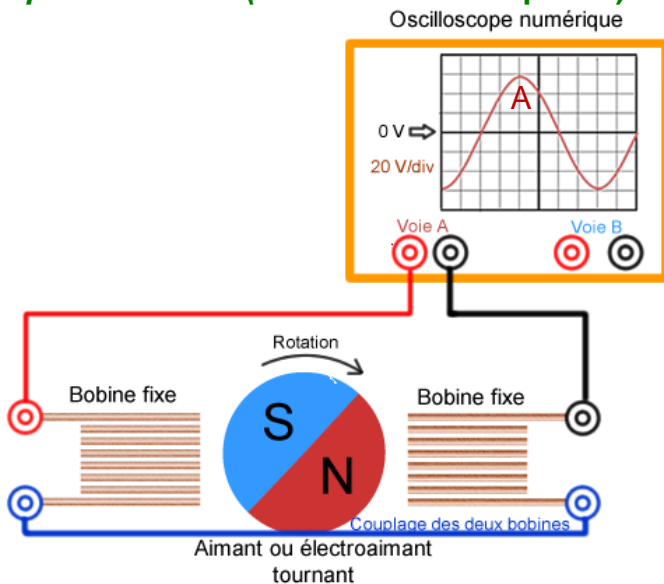 Oscilloscope numérique
A
0 V
20 V/div
Voie A
Voie B
Rotation
Bobine fixe
Bobine fixe
S
N
Couplage des deux bobines
Aimant ou électroaimant
tournant